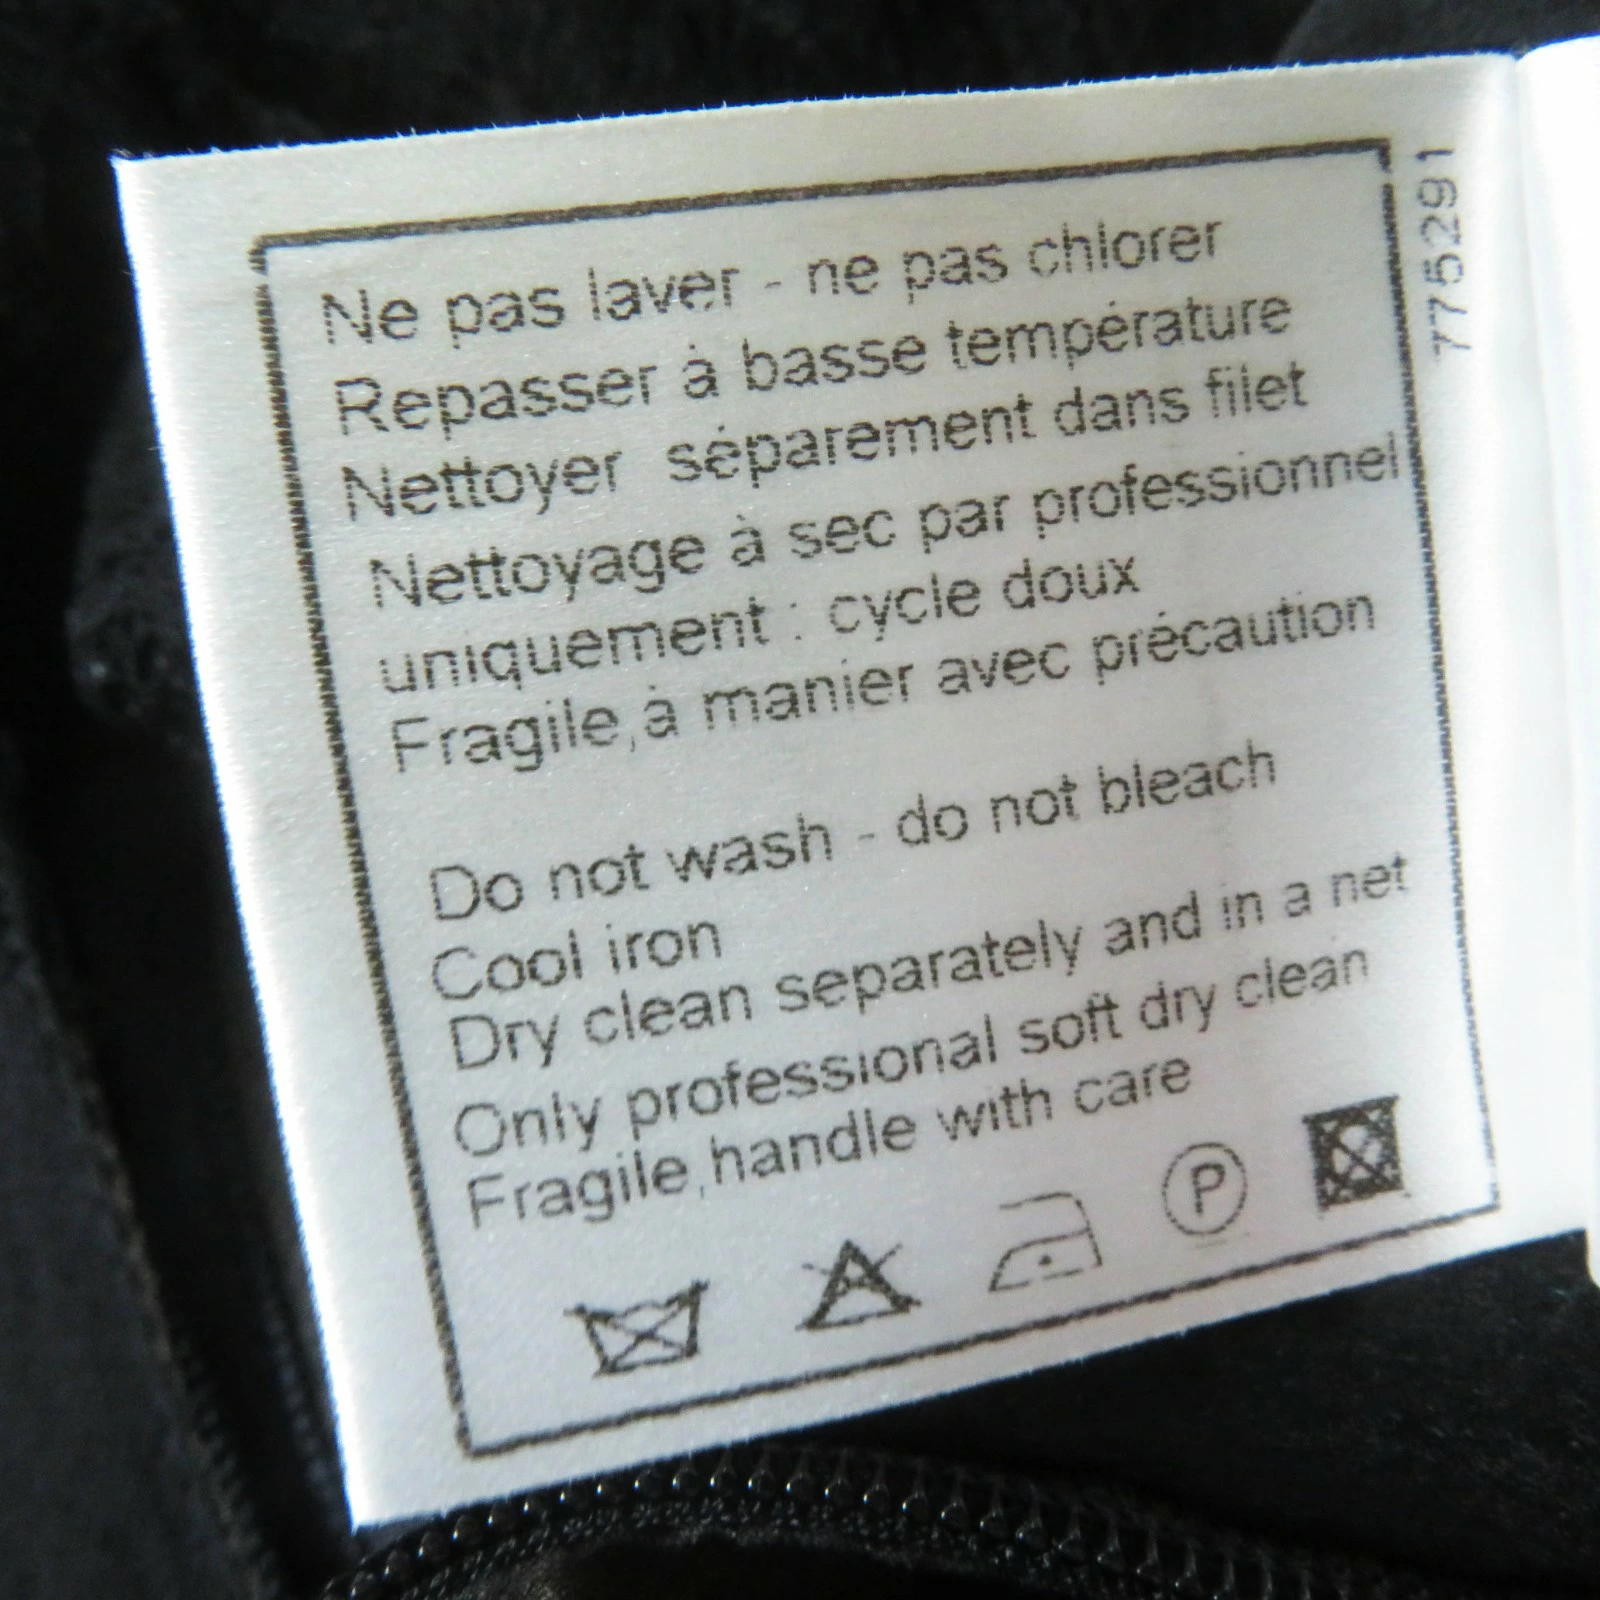 Ne pas laver - ne pas chlorer
Repasser à basse température
Nettoyer séparement dans filet
Nettoyage à sec par professionnel
uniquement : cycle doux
Fragile,à manier avec précaution
Do not wash - do not bleach
Cool iron
Dry clean separately and in a net
Only professional soft dry clean
Fragile,handle with care
P
775291